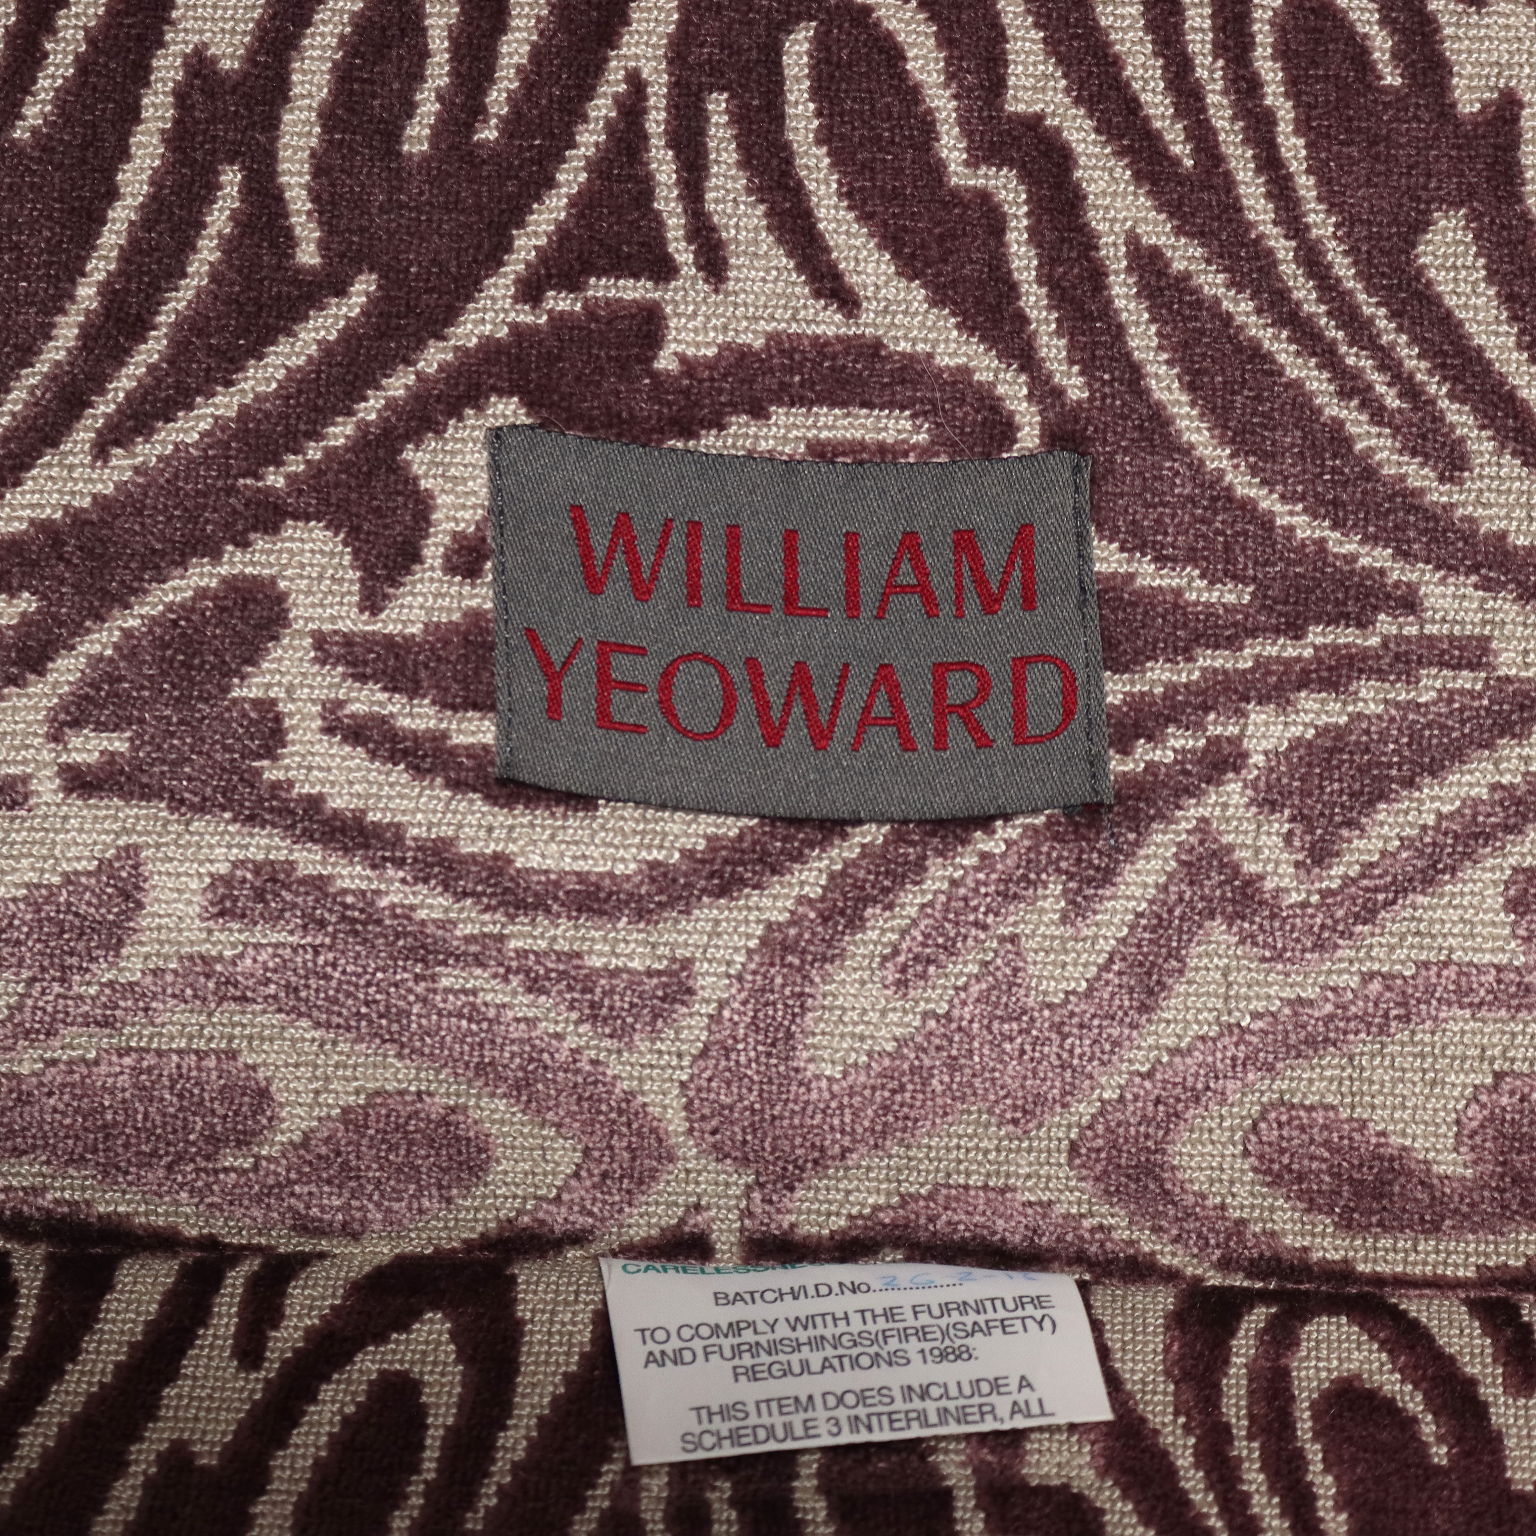 WILLIAM
YEOWARD
BATCH/I.D.No..............
TO COMPLY WITH THE FURNITURE
AND FURNISHINGS(FIRE)(SAFETY)
REGULATIONS 1988:
THIS ITEM DOES INCLUDE A
SCHEDULE 3 INTERLINER, ALL